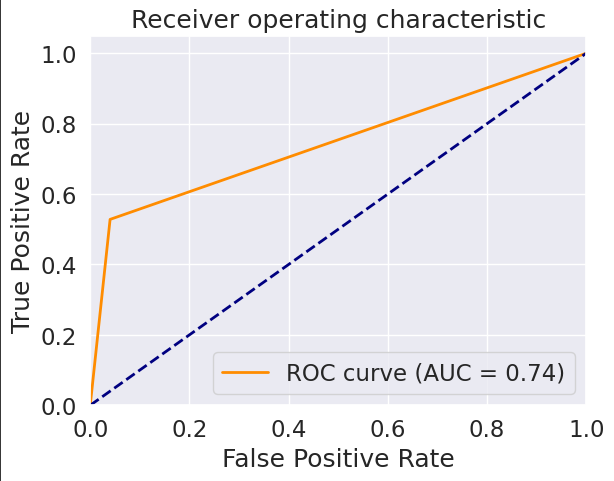 Receiver operating characteristic
1.0
0.8
0.6
0.4
0.2
0.0
True Positive Rate
ROC curve (AUC = 0.74)
0.0 0.2 0.4 0.6 0.8 1.0
False Positive Rate